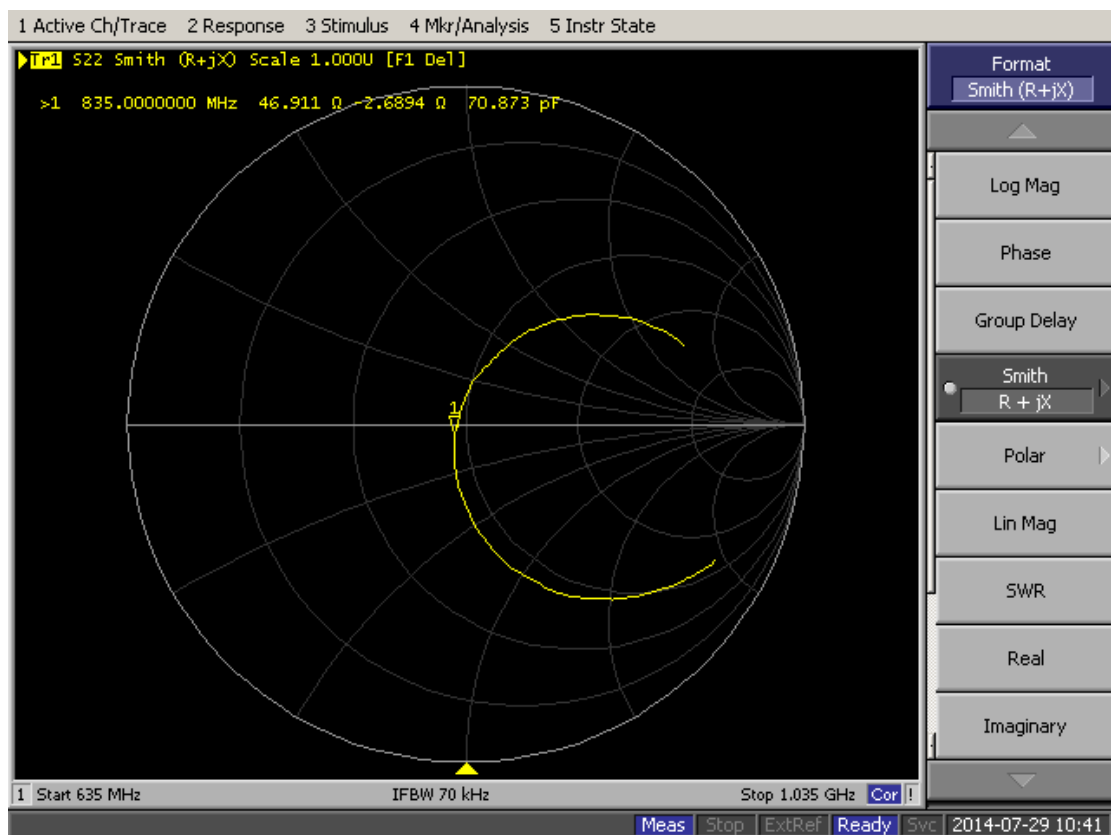 1 Active Ch/Trace 2 Response 3 Stimulus 4 Mkr/Analysis 5 Instr State
Tr1 S22 Smith (R+jX) Scale 1.000U [F1 Del]
>1 835.0000000 MHz 46.911 Ω -2.6894 Ω 70.873 pF
1
1 Start 635 MHz IFBW 70 kHz Stop 1.035 GHz Cor !
Format
Smith (R+jX)
Log Mag
Phase
Group Delay
Smith
R + jX
Polar
Lin Mag
SWR
Real
Imaginary
Meas Stop ExtRef Ready Svc 2014-07-29 10:41